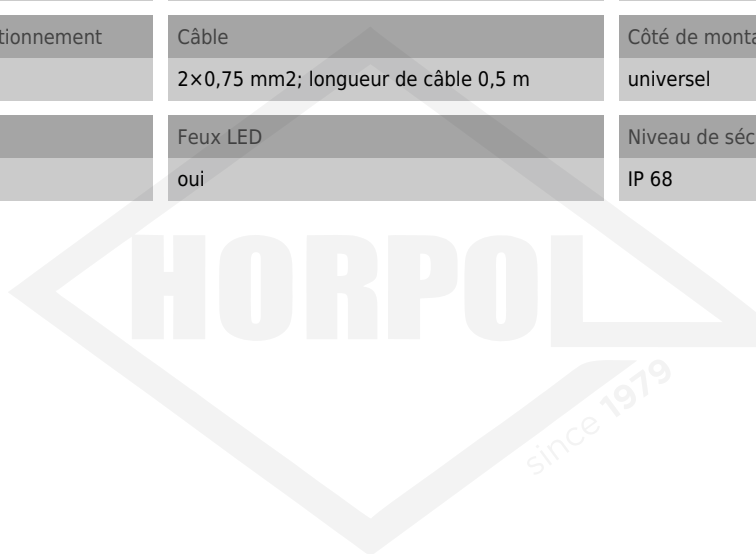 tionnement Câble Côté de monta
2×0,75 mm2; longueur de câble 0,5 m universel
Feux LED Niveau de séc
oui IP 68
HORPOL
since 1979